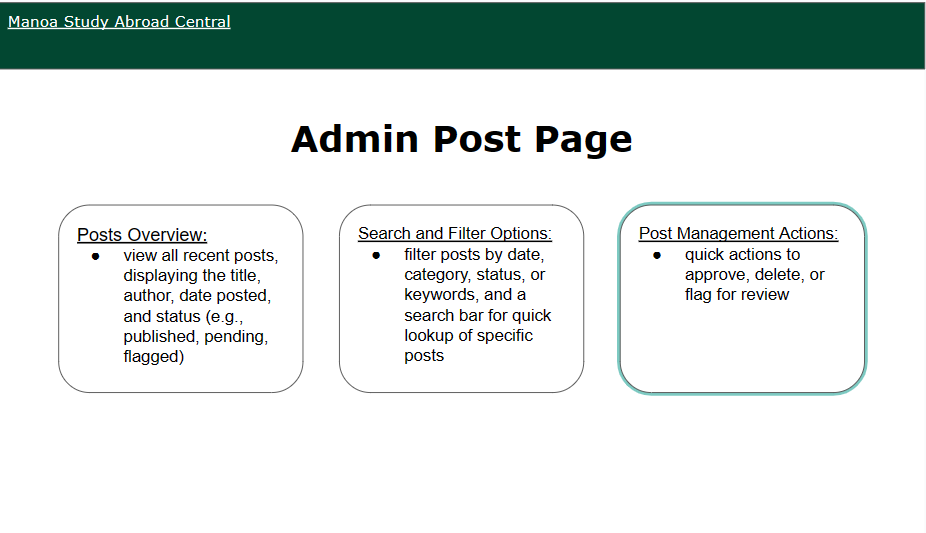 Manoa Study Abroad Central
Admin Post Page
Posts Overview:
● view all recent posts,
displaying the title,
author, date posted,
and status (e.g.,
published, pending,
flagged)
Search and Filter Options:
● filter posts by date,
category, status, or
keywords, and a
search bar for quick
lookup of specific
posts
Post Management Actions:
● quick actions to
approve, delete, or
flag for review